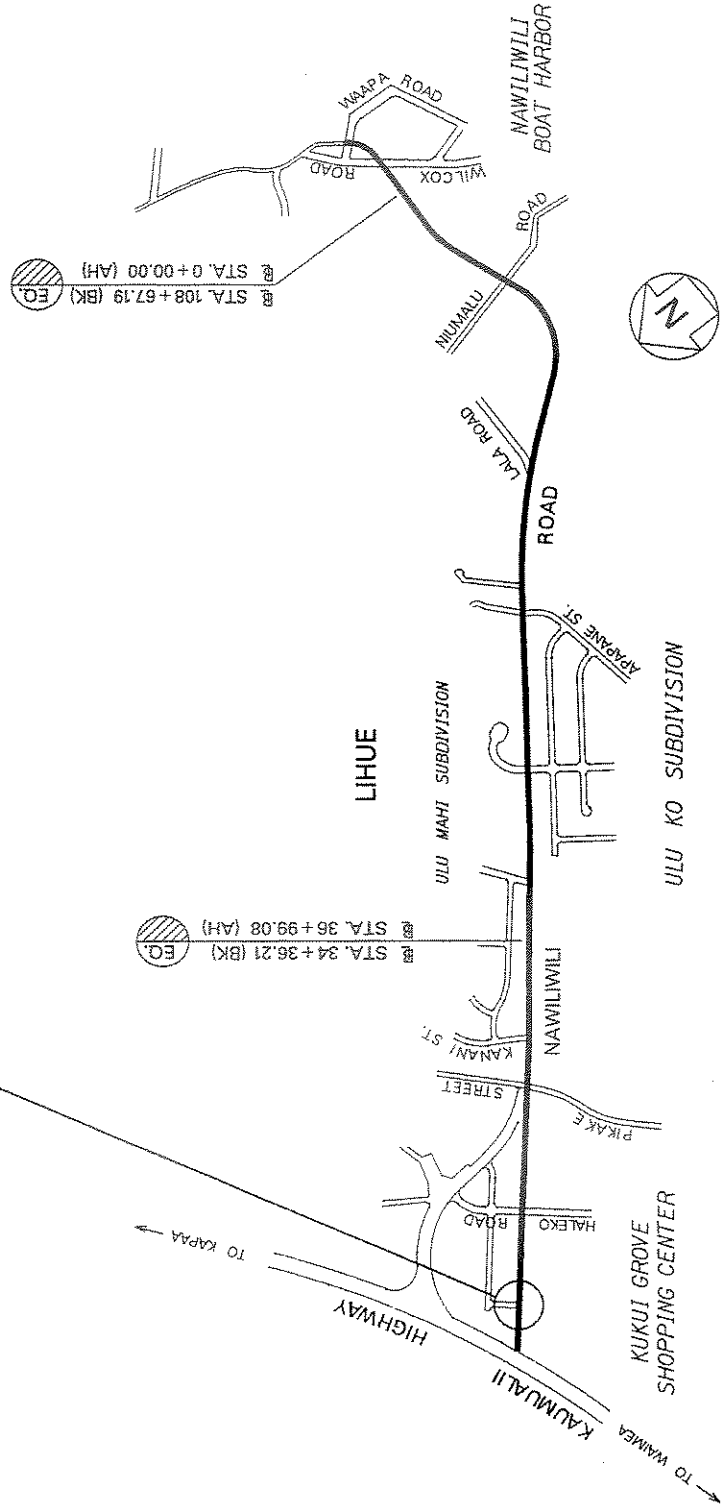 WAAPA ROAD
WILCOX
ROAD
NAWILIWILI
BOAT HARBOR
EQ.
STA. 108+67.19 (BK)
STA. 0+00.00 (AH)
NIUMALU
ROAD
N
LALA ROAD
ROAD
APAPANE ST.
LIHUE
ULU MAHI SUBDIVISION
ULU KO SUBDIVISION
EQ.
STA. 34+36.21 (BK)
STA. 36+99.08 (AH)
NAWILIWILI
KANANI ST.
STREET
PIKAKE
HALEKO
ROAD
TO KAPAA
HIGHWAY
KAUMUALII
KUKUI GROVE
SHOPPING CENTER
TO WAIMEA